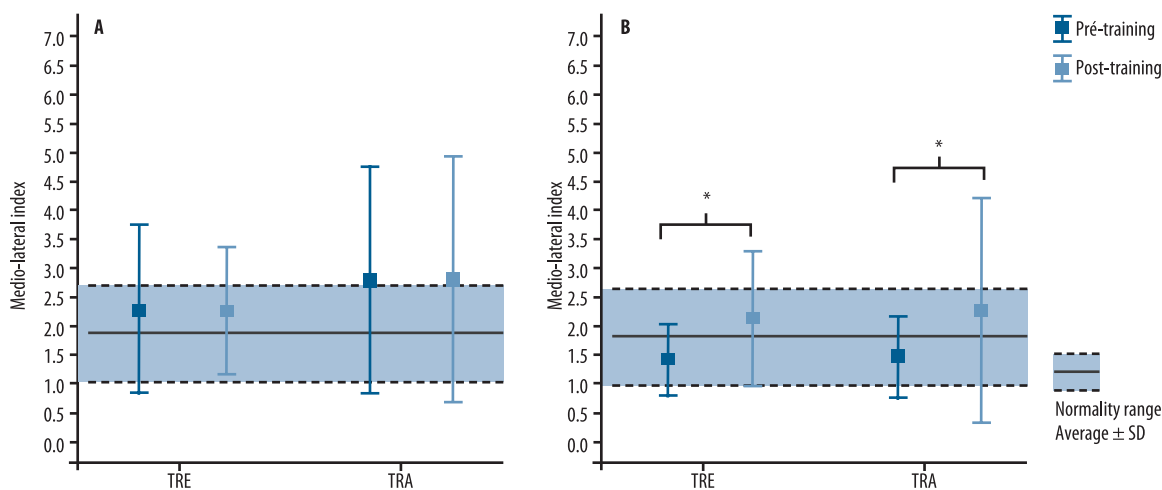 A
Medio-lateral index
7.0
6.5
6.0
5.5
5.0
4.5
4.0
3.5
3.0
2.5
2.0
1.5
1.0
0.5
0.0
TRE
TRA
B
Medio-lateral index
7.0
6.5
6.0
5.5
5.0
4.5
4.0
3.5
3.0
2.5
2.0
1.5
1.0
0.5
0.0
*
*
TRE
TRA
Pré-training
Post-training
Normality range
Average ± SD